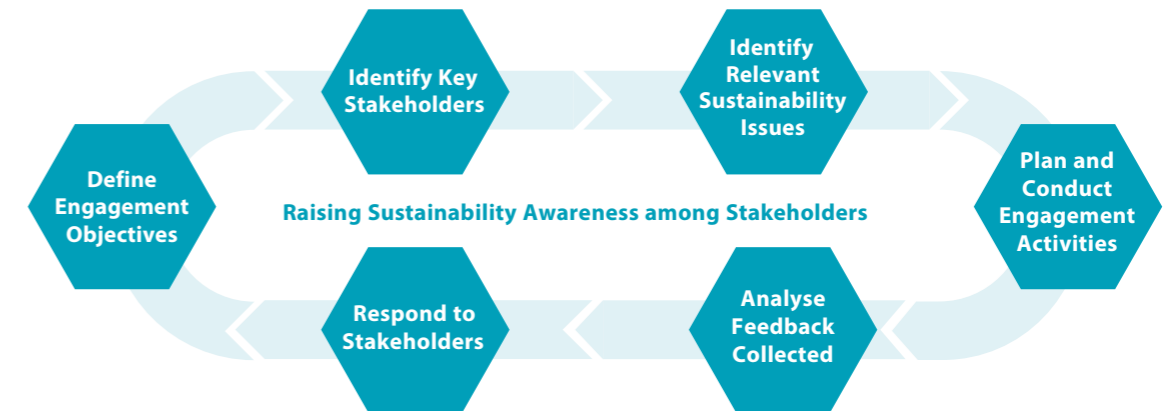 Define
Engagement
Objectives
Identify Key
Stakeholders
Identify
Relevant
Sustainability
Issues
Plan and
Conduct
Engagement
Activities
Analyse
Feedback
Collected
Respond to
Stakeholders
Raising Sustainability Awareness among Stakeholders